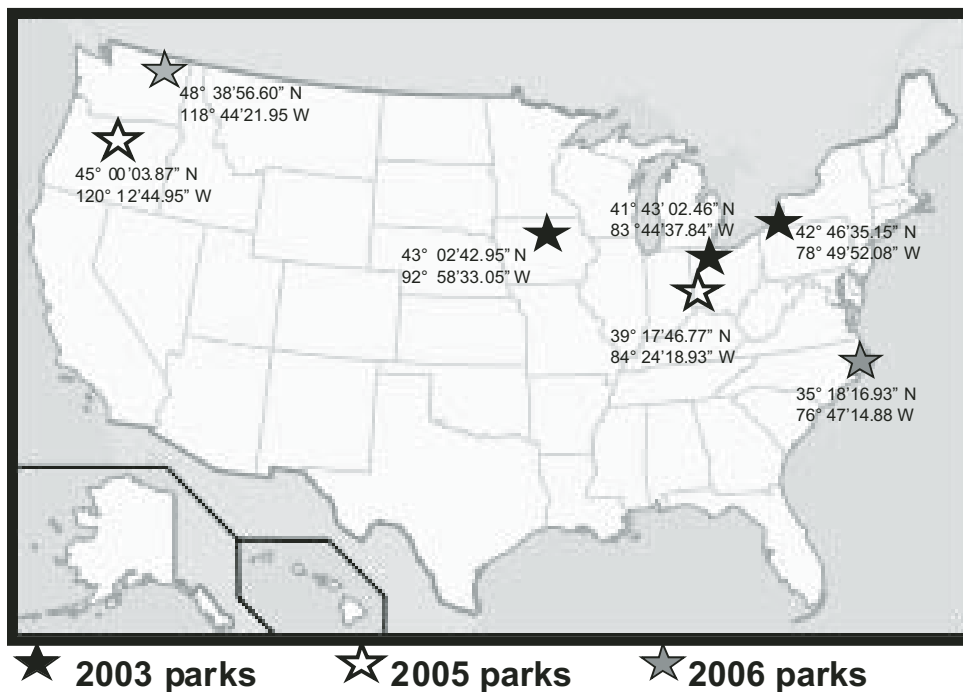 48° 38’56.60” N
118° 44’21.95 W
45° 00’03.87” N
120° 12’44.95” W
41° 43’ 02.46” N
83 °44’37.84” W
42° 46’35.15” N
78° 49’52.08” W
43° 02’42.95” N
92° 58’33.05” W
39° 17’46.77” N
84° 24’18.93” W
35° 18’16.93” N
76° 47’14.88 W
2003 parks
2005 parks
2006 parks